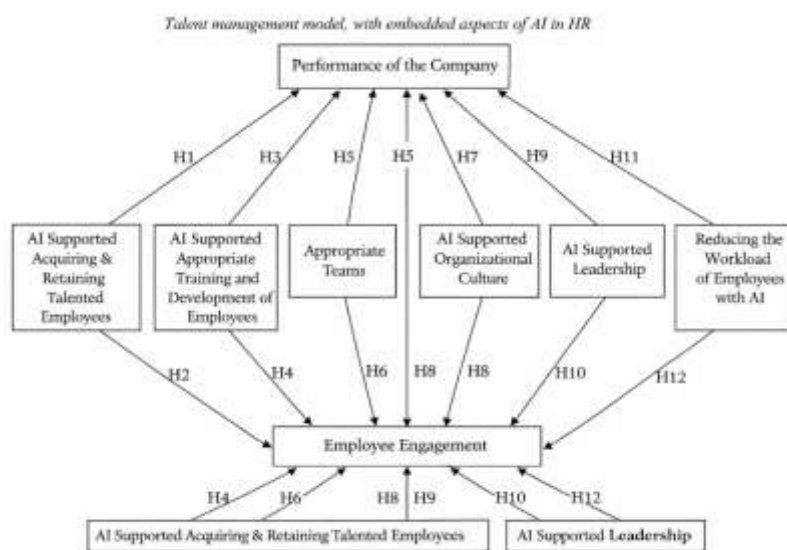 Talent management model, with embedded aspects of AI in HR
Performance of the Company
H1
H3
H5
H5
H7
H9
H11
AI Supported
Acquiring &
Retaining
Talented
Employees
AI Supported
Appropriate
Training and
Development of
Employees
Appropriate
Teams
AI Supported
Organizational
Culture
AI Supported
Leadership
Reducing the
Workload
of Employees
with AI
H2
H4
H6
H8
H8
H10
H12
Employee Engagement
H4
H6
H8
H9
H10
H12
AI Supported Acquiring & Retaining Talented Employees
AI Supported Leadership